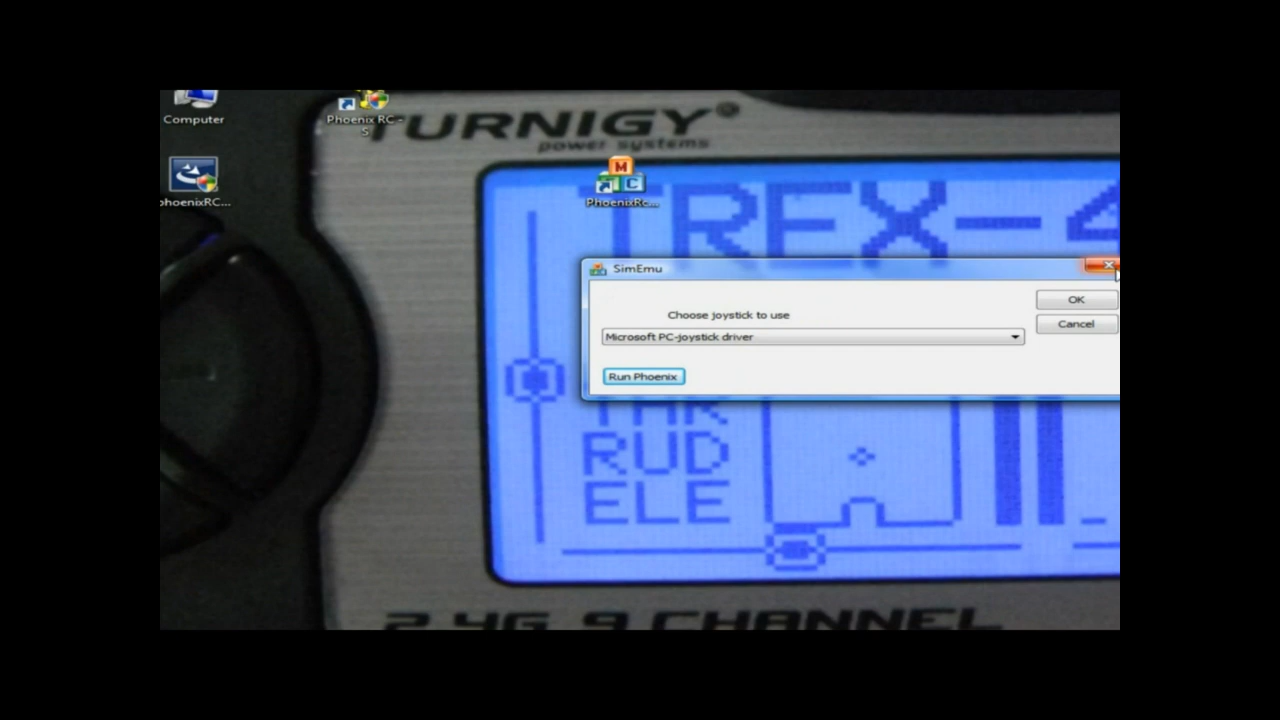 Computer
Phoenix RC -
S
TURNIGY®
power systems
phoenixRC...
M
C
PhoenixRc...
TREX-4
SimEmu
OK
Choose joystick to use
Cancel
Microsoft PC-joystick driver
Run Phoenix
THR
RUD
ELE
2.4G 9 CHANNEL